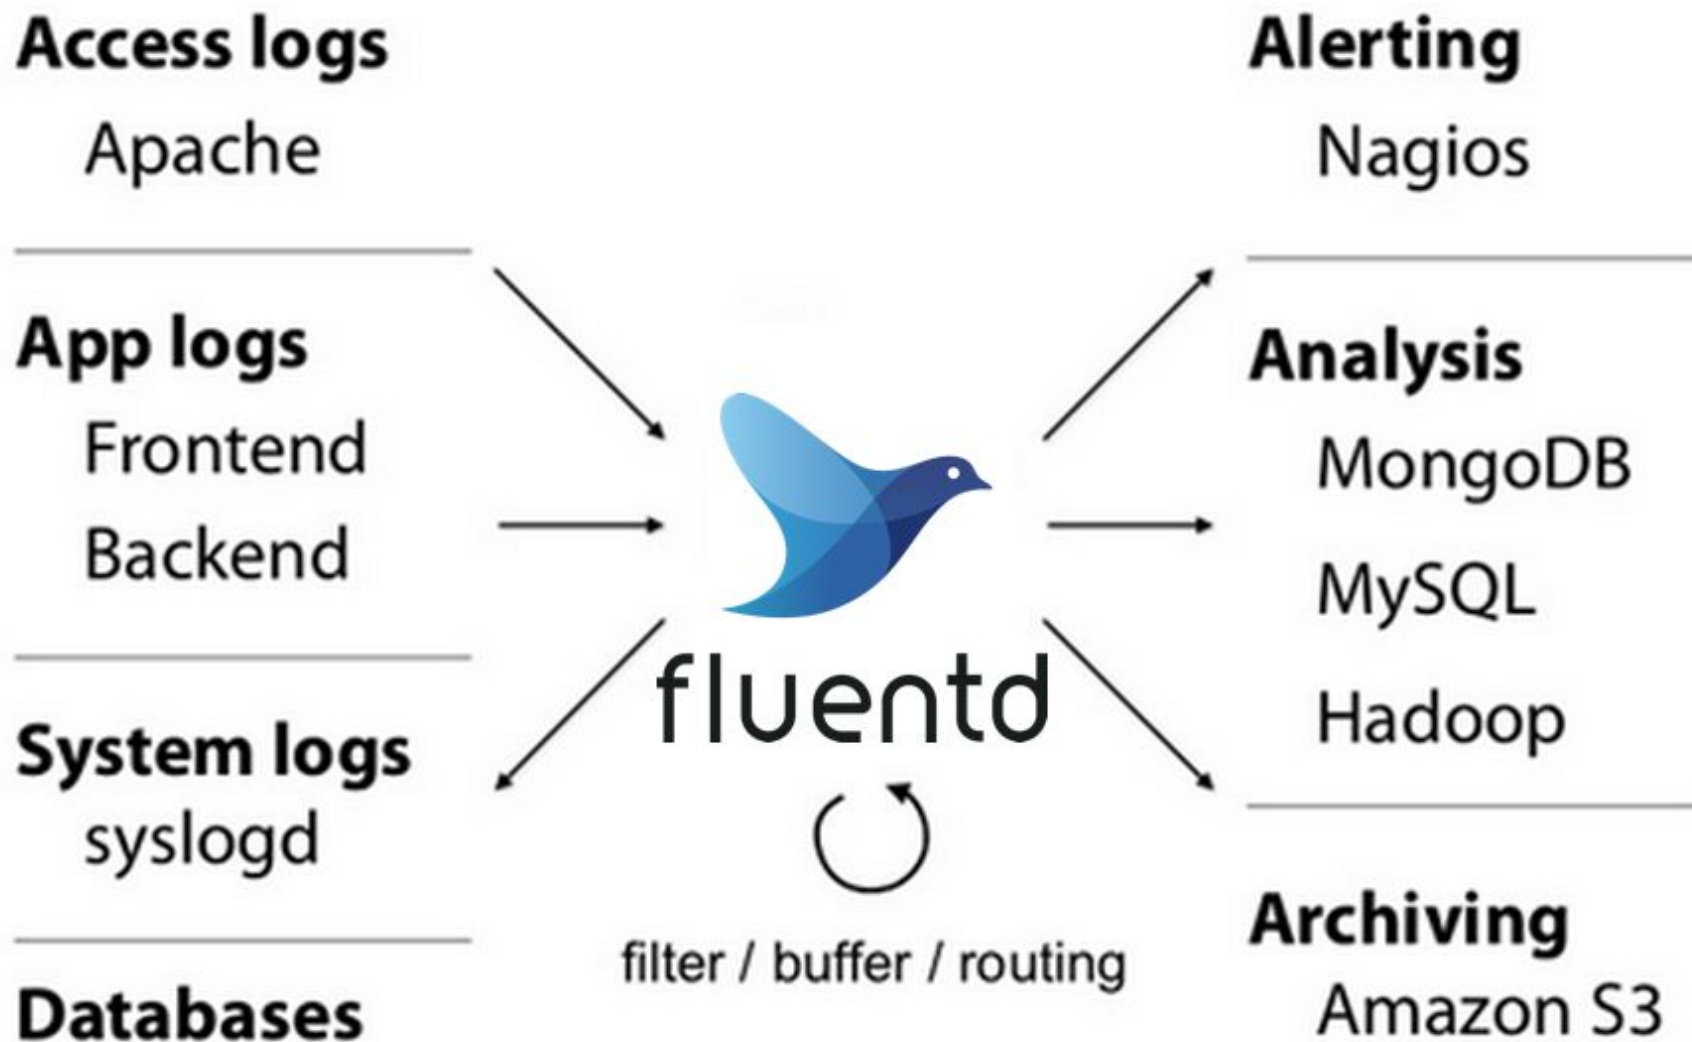 Access logs
Apache
App logs
Frontend
Backend
System logs
syslogd
Databases
fluentd
filter / buffer / routing
Alerting
Nagios
Analysis
MongoDB
MySQL
Hadoop
Archiving
Amazon S3